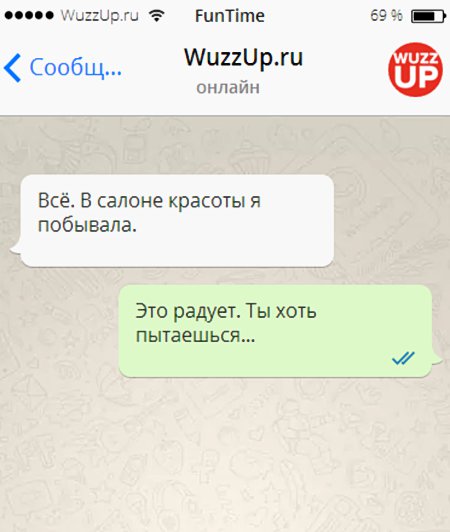 WuzzUp.ru FunTime 69 %
Сообщ... WuzzUp.ru WUZZ
онлайн UP
Всё. В салоне красоты я
побывала.
Это радует. Ты хоть
пытаешься...